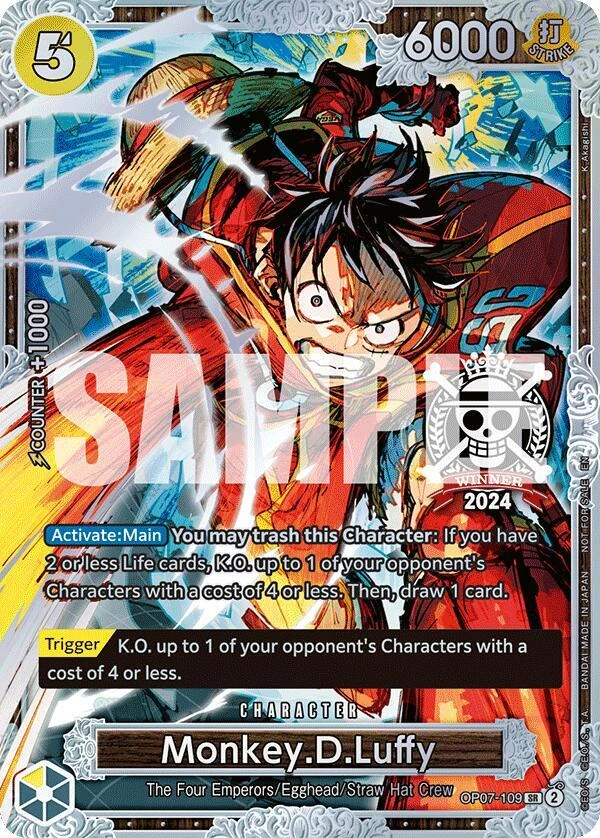 5
6000
打
STRIKE
K. Akagishi
COUNTER +1000
SAMPLE
WINNER
2024
Activate:Main You may trash this Character: If you have
2 or less Life cards, K.O. up to 1 of your opponent's
Characters with a cost of 4 or less. Then, draw 1 card.
Trigger K.O. up to 1 of your opponent's Characters with a
cost of 4 or less.
CHARACTER
Monkey.D.Luffy
The Four Emperors/Egghead/Straw Hat Crew
OP07-109 SR 2
©E.O./S. ©E.O./S., T.A. BANDAI MADE IN JAPAN NOT FOR SALE EN